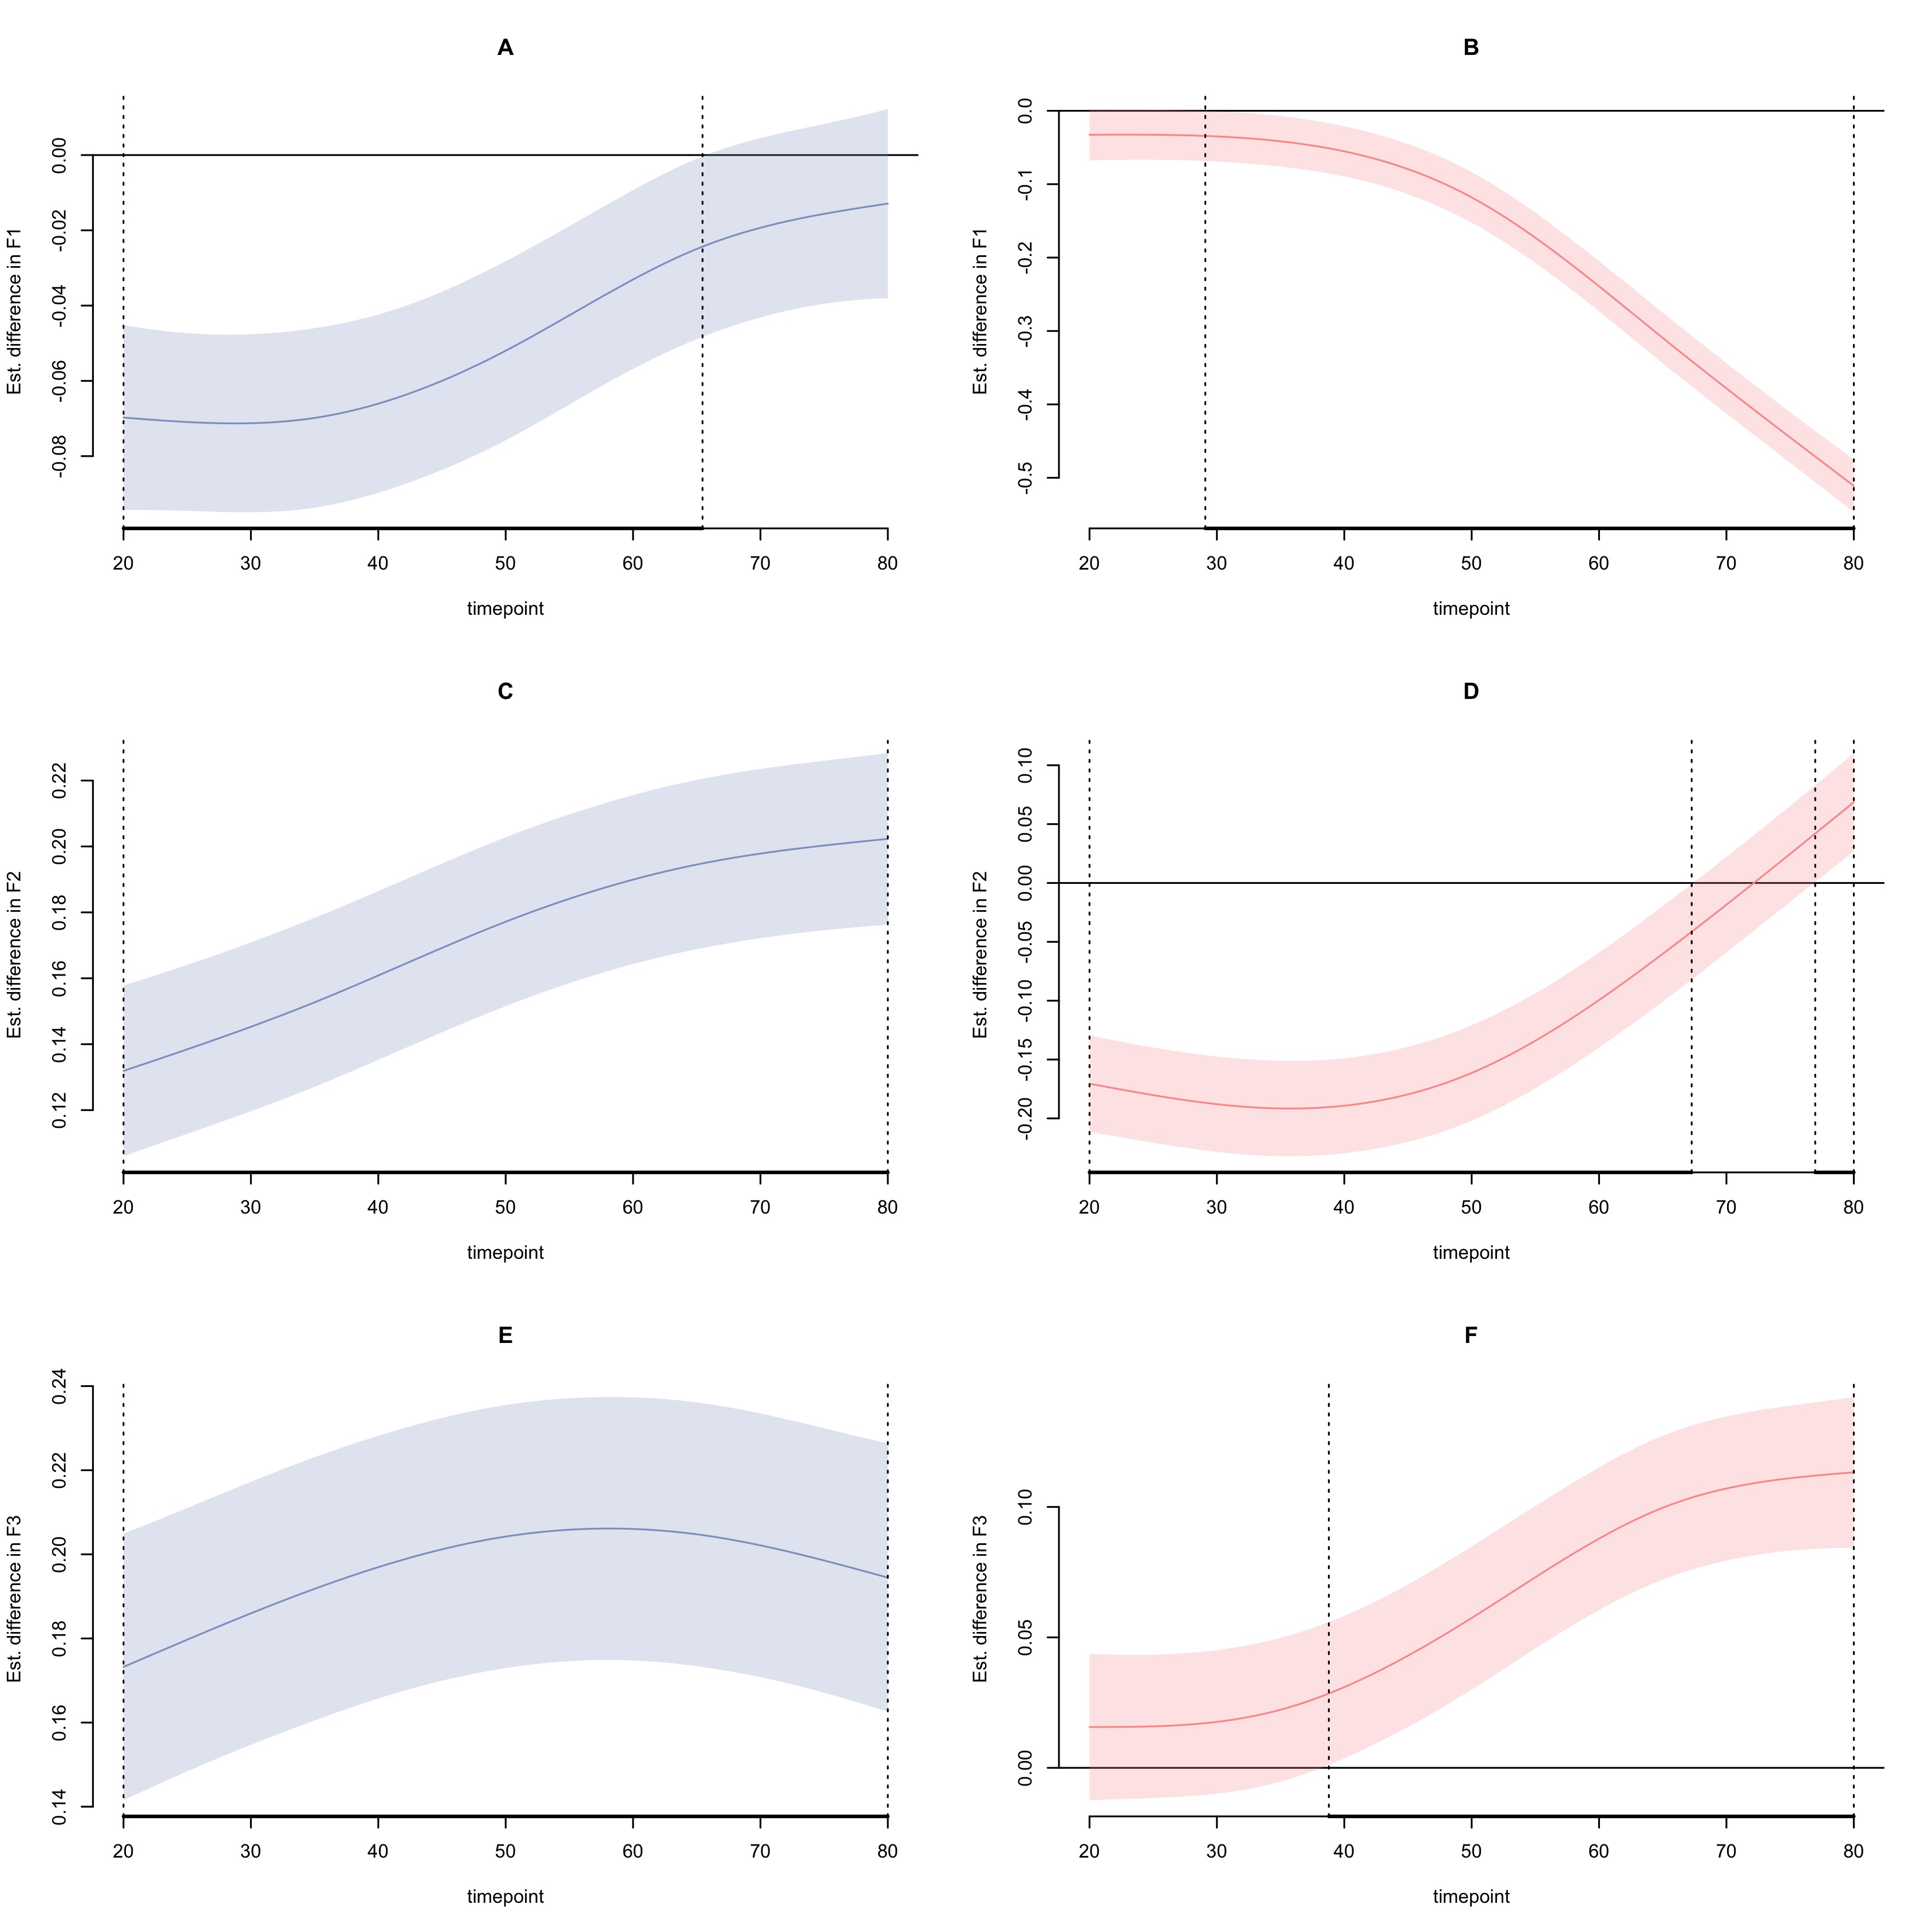 A
Est. difference in F1
0.00
-0.02
-0.04
-0.06
-0.08
20 30 40 50 60 70 80
timepoint
B
Est. difference in F1
0.0
-0.1
-0.2
-0.3
-0.4
-0.5
20 30 40 50 60 70 80
timepoint
C
Est. difference in F2
0.22
0.20
0.18
0.16
0.14
0.12
20 30 40 50 60 70 80
timepoint
D
Est. difference in F2
0.10
0.05
0.00
-0.05
-0.10
-0.15
-0.20
20 30 40 50 60 70 80
timepoint
E
Est. difference in F3
0.24
0.22
0.20
0.18
0.16
0.14
20 30 40 50 60 70 80
timepoint
F
Est. difference in F3
0.10
0.05
0.00
20 30 40 50 60 70 80
timepoint